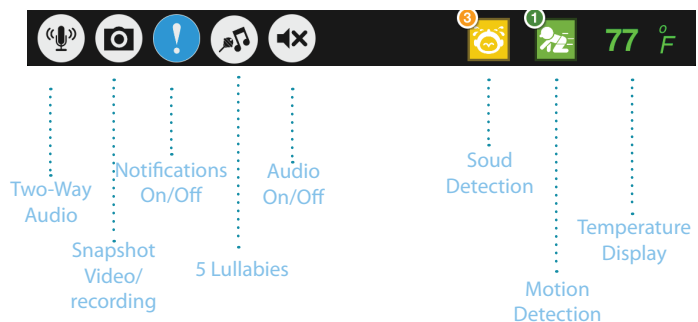 3
1
77 °F
Two-Way
Audio
Snapshot
Video/
recording
Notifications
On/Off
5 Lullabies
Audio
On/Off
Soud
Detection
Motion
Detection
Temperature
Display